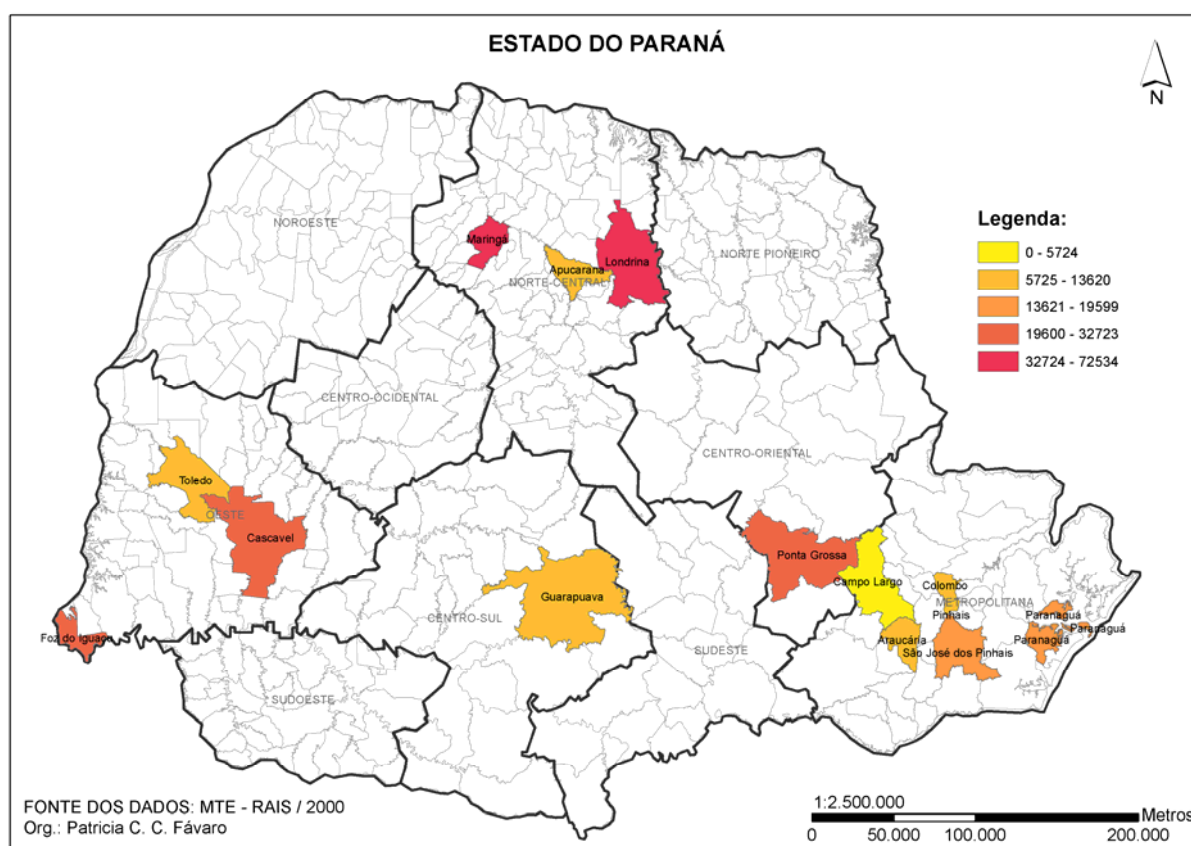 ESTADO DO PARANÁ
N
NOROESTE
Maringá
Apucarana
Londrina
NORTE-CENTRAL
NORTE PIONEIRO
Legenda:
0 - 5724
5725 - 13620
13621 - 19599
19600 - 32723
32724 - 72534
CENTRO-OCIDENTAL
CENTRO-ORIENTAL
Toledo
OESTE
Cascavel
Ponta Grossa
Campo Largo
Colombo
METROPOLITANA
Pinhais
Paranaguá
Paranaguá
Paranaguá
Guarapuava
CENTRO-SUL
Foz do Iguaçu
Araucária
São José dos Pinhais
SUDESTE
SUDOESTE
FONTE DOS DADOS: MTE - RAIS / 2000
Org.: Patricia C. C. Fávaro
1:2.500.000
Metros
0 50.000 100.000 200.000